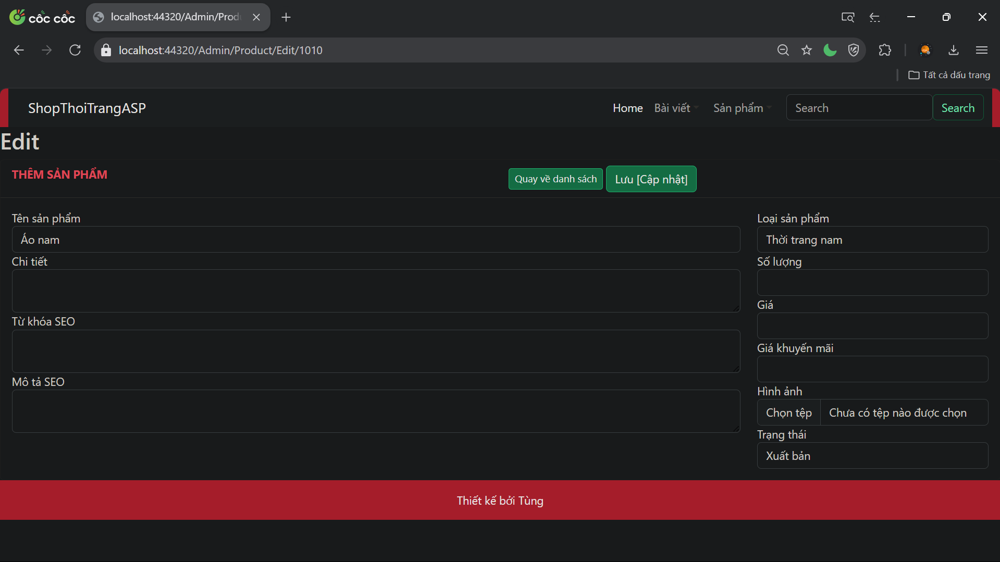 cốc cốc
localhost:44320/Admin/Prod
localhost:44320/Admin/Product/Edit/1010
Tất cả dấu trang
ShopThoiTrangASP
Home Bài viết Sản phẩm Search Search
Edit
THÊM SẢN PHẨM
Quay về danh sách
Lưu [Cập nhật]
Tên sản phẩm
Áo nam
Chi tiết
Từ khóa SEO
Mô tả SEO
Loại sản phẩm
Thời trang nam
Số lượng
Giá
Giá khuyến mãi
Hình ảnh
Chọn tệp Chưa có tệp nào được chọn
Trạng thái
Xuất bản
Thiết kế bởi Tùng